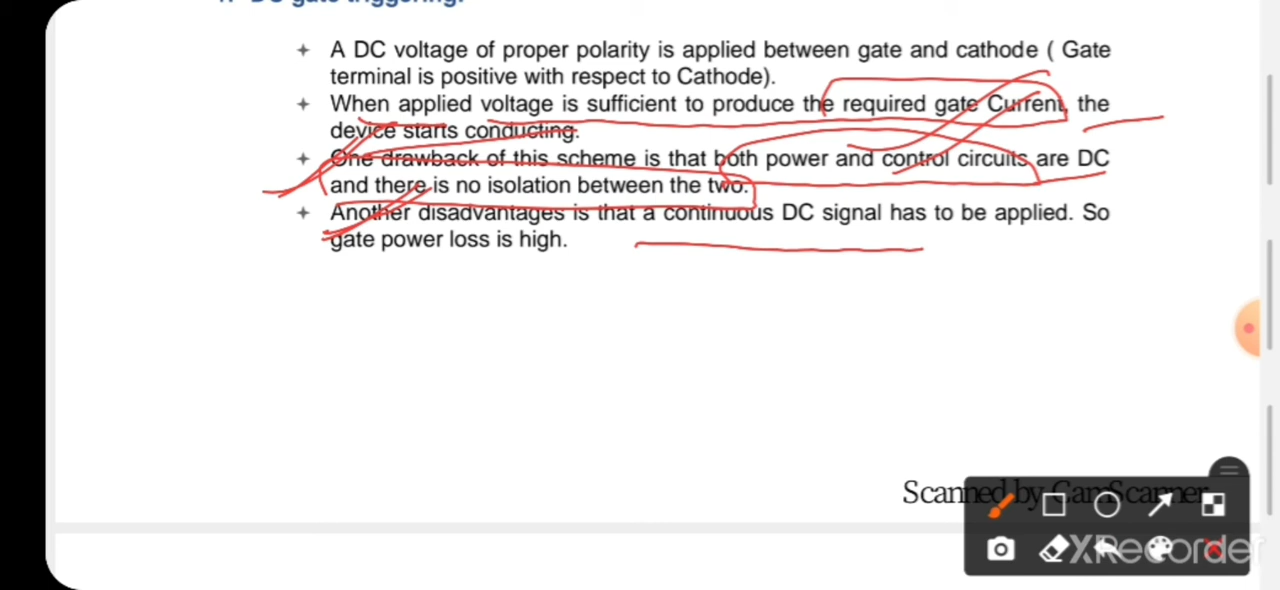 DC gate triggering.
✦ A DC voltage of proper polarity is applied between gate and cathode ( Gate
terminal is positive with respect to Cathode).
✦ When applied voltage is sufficient to produce the required gate Current, the
device starts conducting.
✦ One drawback of this scheme is that both power and control circuits are DC
and there is no isolation between the two.
✦ Another disadvantages is that a continuous DC signal has to be applied. So
gate power loss is high.
Scanned by CamScanner
XRecorder